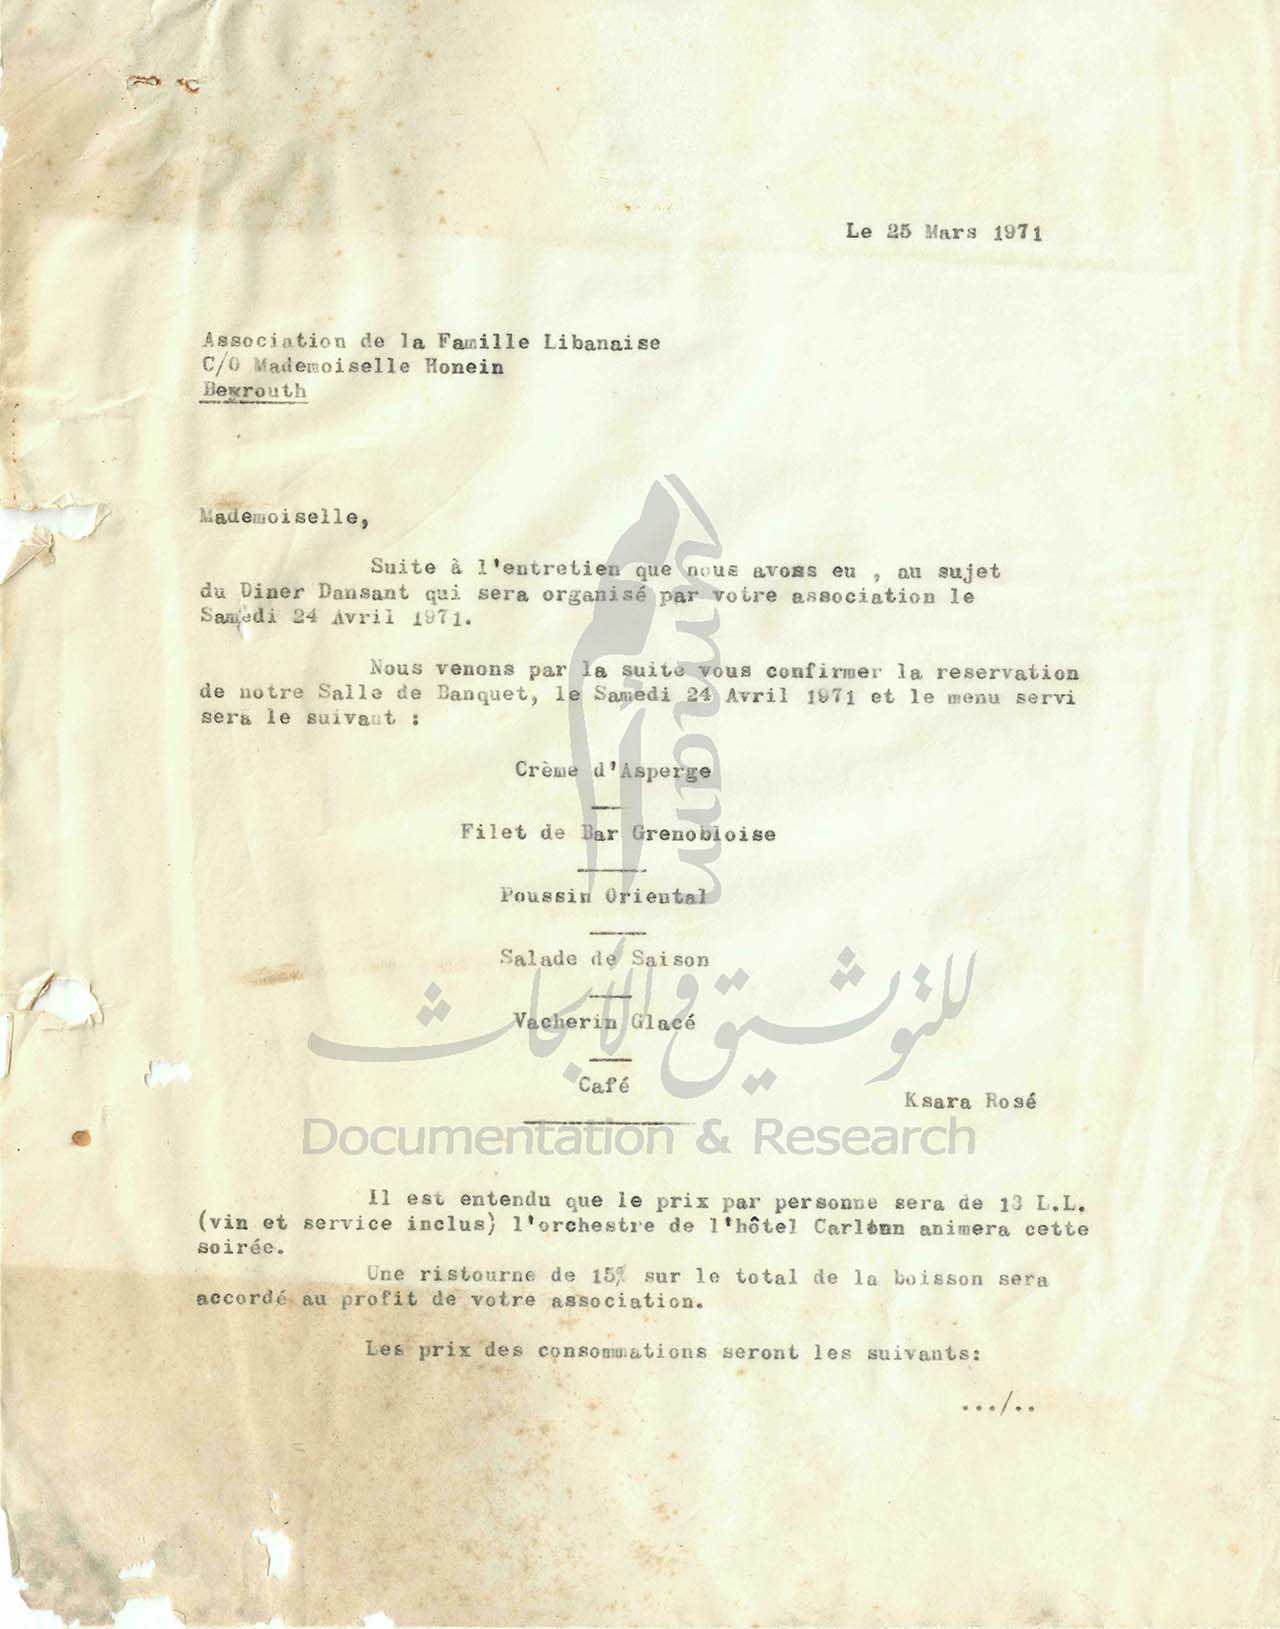 Le 25 Mars 1971
Association de la Famille Libanaise
C/O Mademoiselle Honein
Beyrouth
Mademoiselle,
Suite à l'entretien que nous avons eu , au sujet
du Diner Dansant qui sera organisé par votre association le
Samedi 24 Avril 1971.
Nous venons par la suite vous confirmer la reservation
de notre Salle de Banquet, le Samedi 24 Avril 1971 et le menu servi
sera le suivant :
Crème d'Asperge
Filet de Bar Grenobloise
Poussin Oriental
Salade de Saison
Vacherin Glacé
Café
Ksara Rosé
Il est entendu que le prix par personne sera de L.L.
(vin et service inclus) l'orchestre de l'hôtel animera cette
soirée.
Une ristourne de 15% sur le total de la boisson sera
accordé au profit de votre association.
Les prix des consommations seront les suivants:
.../..
umam
للتوثيق والأبحاث
Documentation & Research